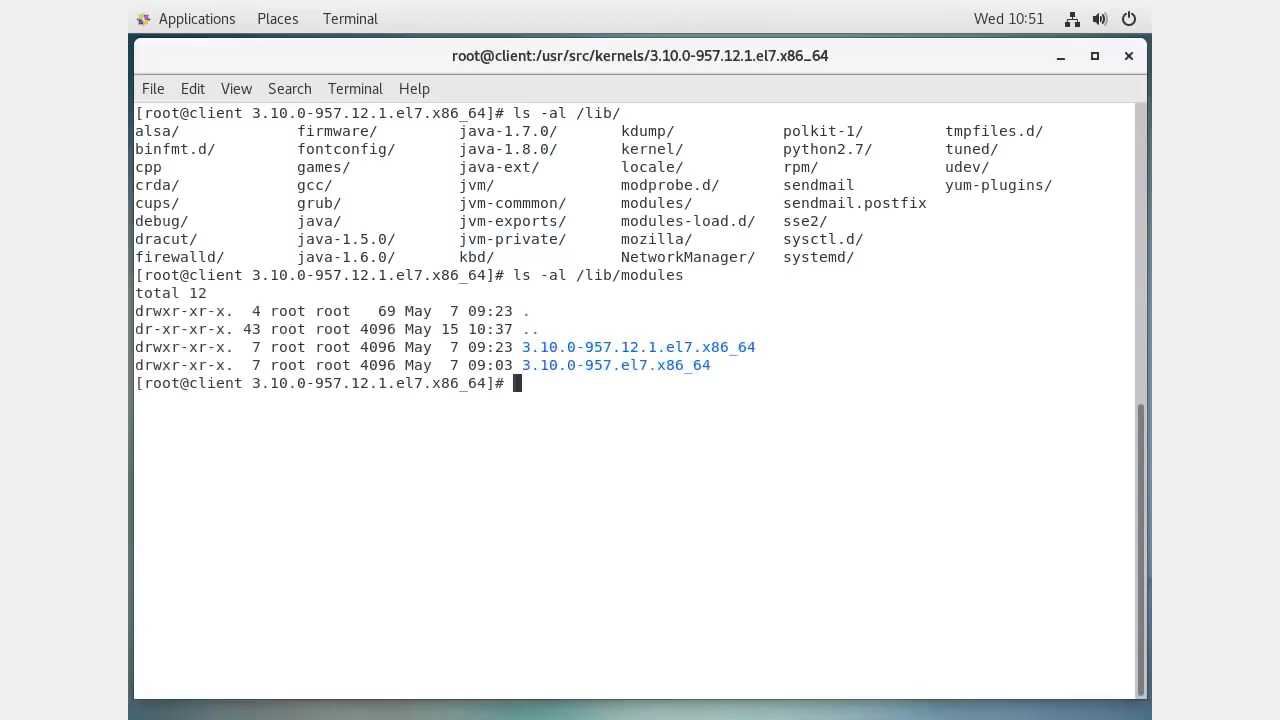 Applications Places Terminal Wed 10:51
root@client:/usr/src/kernels/3.10.0-957.12.1.el7.x86_64
File Edit View Search Terminal Help
[root@client 3.10.0-957.12.1.el7.x86_64]# ls -al /lib/
alsa/ firmware/ java-1.7.0/ kdump/ polkit-1/ tmpfiles.d/
binfmt.d/ fontconfig/ java-1.8.0/ kernel/ python2.7/ tuned/
cpp games/ java-ext/ locale/ rpm/ udev/
crda/ gcc/ jvm/ modprobe.d/ sendmail yum-plugins/
cups/ grub/ jvm-commmon/ modules/ sendmail.postfix
debug/ java/ jvm-exports/ modules-load.d/ sse2/
dracut/ java-1.5.0/ jvm-private/ mozilla/ sysctl.d/
firewalld/ java-1.6.0/ kbd/ NetworkManager/ systemd/
[root@client 3.10.0-957.12.1.el7.x86_64]# ls -al /lib/modules
total 12
drwxr-xr-x. 4 root root 69 May 7 09:23 .
dr-xr-xr-x. 43 root root 4096 May 15 10:37 ..
drwxr-xr-x. 7 root root 4096 May 7 09:23 3.10.0-957.12.1.el7.x86_64
drwxr-xr-x. 7 root root 4096 May 7 09:03 3.10.0-957.el7.x86_64
[root@client 3.10.0-957.12.1.el7.x86_64]#